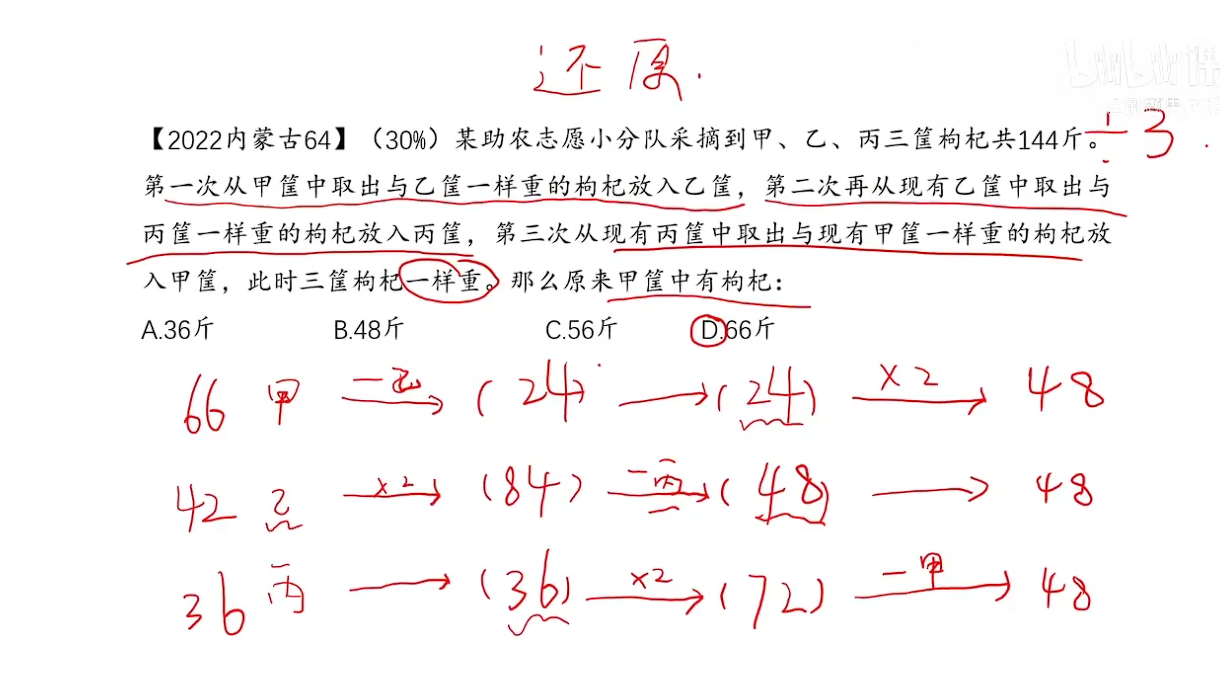 还原.
【2022内蒙古64】（30%）某助农志愿小分队采摘到甲、乙、丙三筐枸杞共144斤。÷3
第一次从甲筐中取出与乙筐一样重的枸杞放入乙筐，第二次再从现有乙筐中取出与
丙筐一样重的枸杞放入丙筐，第三次从现有丙筐中取出与现有甲筐一样重的枸杞放
入甲筐，此时三筐枸杞一样重。那么原来甲筐中有枸杞：
A.36斤 B.48斤 C.56斤 D.66斤
66 甲 一乙 (24) (24) ×2 48
42 乙 ×2 (84) 一丙 (48) 48
36 丙 (36) ×2 (72) 一甲 48